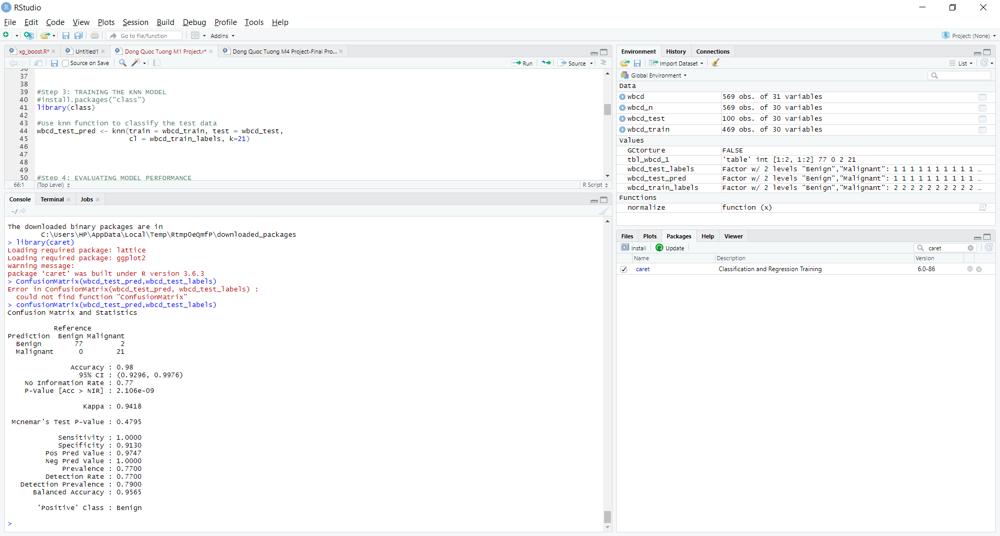 RStudio
File Edit Code View Plots Session Build Debug Profile Tools Help
Go to file/function Addins Project: (None)
xg_boost.R* Untitled1 Dong Quoc Tuong M1 Project.r* Dong Quoc Tuong M4 Project-Final Pro...
Source on Save Run Source
36
37
38
39 #Step 3: TRAINING THE KNN MODEL
40 #install.packages("class")
41 library(class)
42
43 #Use knn function to classify the test data
44 wbcd_test_pred <- knn(train = wbcd_train, test = wbcd_test,
45 cl = wbcd_train_labels, k=21)
46
47
48
49
50 #Step 4: EVALUATING MODEL PERFORMANCE
66:1 (Top Level) R Script
Console Terminal Jobs
~/
The downloaded binary packages are in
C:\Users\HP\AppData\Local\Temp\Rtmp0eQmfP\downloaded_packages
> library(caret)
Loading required package: lattice
Loading required package: ggplot2
Warning message:
package ‘caret’ was built under R version 3.6.3
> ConfusionMatrix(wbcd_test_pred,wbcd_test_labels)
Error in ConfusionMatrix(wbcd_test_pred, wbcd_test_labels) :
could not find function "ConfusionMatrix"
> confusionMatrix(wbcd_test_pred,wbcd_test_labels)
Confusion Matrix and Statistics
Reference
Prediction Benign Malignant
Benign 77 2
Malignant 0 21
Accuracy : 0.98
95% CI : (0.9296, 0.9976)
No Information Rate : 0.77
P-Value [Acc > NIR] : 2.106e-09
Kappa : 0.9418
Mcnemar's Test P-Value : 0.4795
Sensitivity : 1.0000
Specificity : 0.9130
Pos Pred Value : 0.9747
Neg Pred Value : 1.0000
Prevalence : 0.7700
Detection Rate : 0.7700
Detection Prevalence : 0.7900
Balanced Accuracy : 0.9565
'Positive' Class : Benign
>
Environment History Connections
Import Dataset List
Global Environment
Data
wbcd 569 obs. of 31 variables
wbcd_n 569 obs. of 30 variables
wbcd_test 100 obs. of 30 variables
wbcd_train 469 obs. of 30 variables
Values
GCtorture FALSE
tbl_wbcd_1 'table' int [1:2, 1:2] 77 0 2 21
wbcd_test_labels Factor w/ 2 levels "Benign","Malignant": 1 1 1 1 1 1 1 1 1 1 …
wbcd_test_pred Factor w/ 2 levels "Benign","Malignant": 1 1 1 1 1 1 1 1 1 1 …
wbcd_train_labels Factor w/ 2 levels "Benign","Malignant": 2 2 2 2 2 2 2 2 2 2 …
Functions
normalize function (x)
Files Plots Packages Help Viewer
Install Update caret
Name Description Version
caret Classification and Regression Training 6.0-86